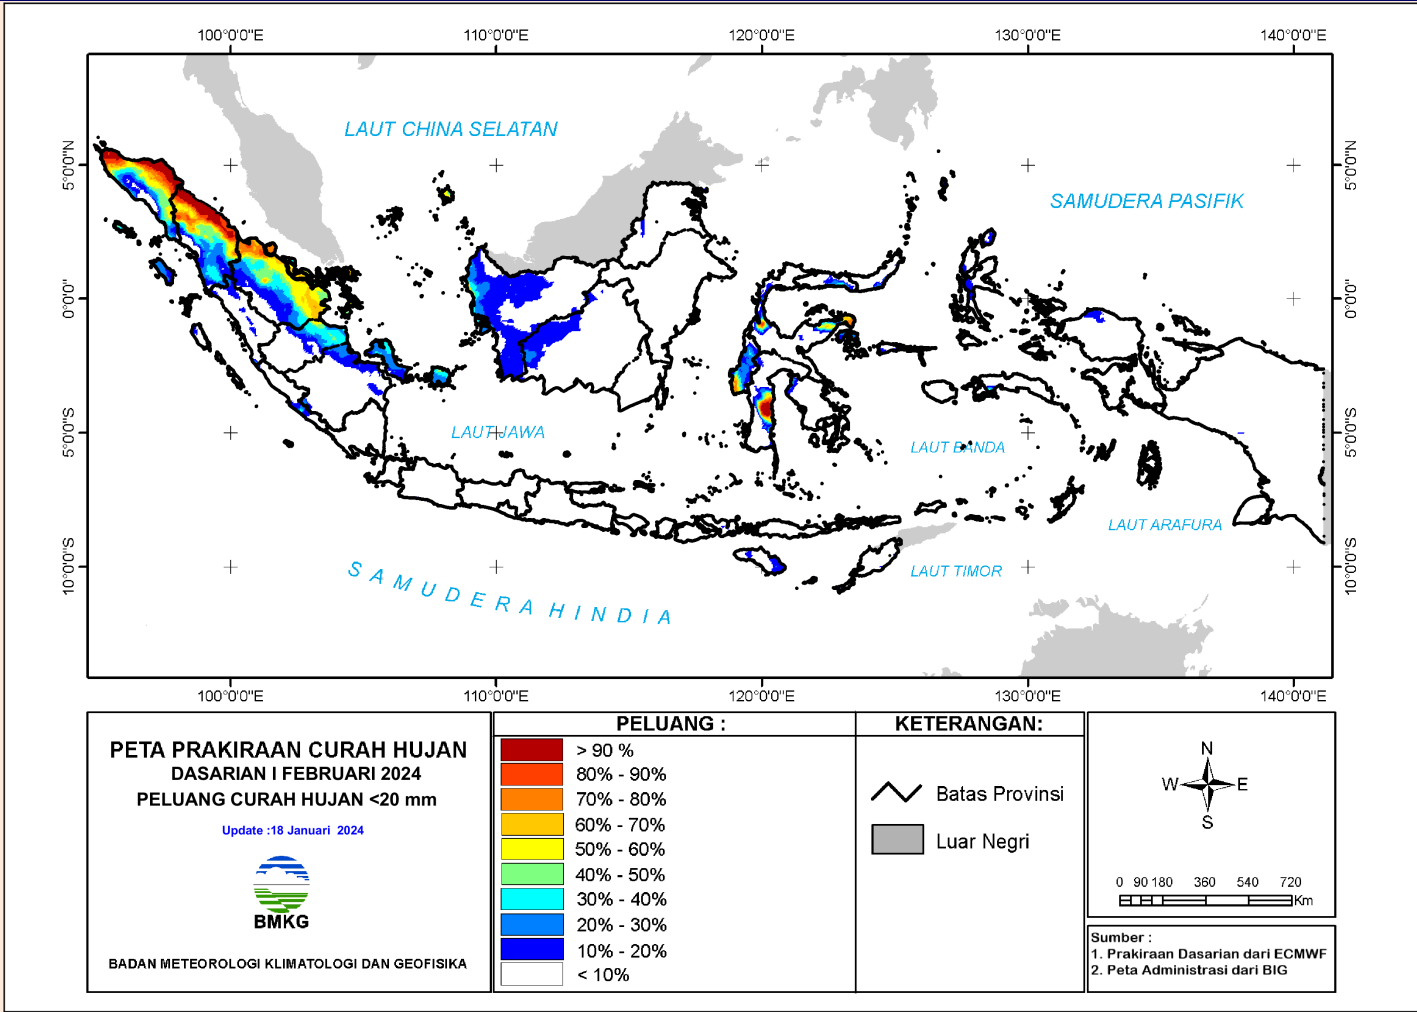 100°0'0"E 110°0'0"E 120°0'0"E 130°0'0"E 140°0'0"E
LAUT CHINA SELATAN
5°0'0"N 5°0'0"N
SAMUDERA PASIFIK
0°0'0" 0°0'0"
LAUT JAWA
5°0'0"S 5°0'0"S
LAUT BANDA
LAUT ARAFURA
10°0'0"S 10°0'0"S
LAUT TIMOR
SAMUDERA HINDIA
100°0'0"E 110°0'0"E 120°0'0"E 130°0'0"E 140°0'0"E
PETA PRAKIRAAN CURAH HUJAN
DASARIAN I FEBRUARI 2024
PELUANG CURAH HUJAN <20 mm
Update :18 Januari 2024
BMKG
BADAN METEOROLOGI KLIMATOLOGI DAN GEOFISIKA
PELUANG :
> 90 %
80% - 90%
70% - 80%
60% - 70%
50% - 60%
40% - 50%
30% - 40%
20% - 30%
10% - 20%
< 10%
KETERANGAN:
Batas Provinsi
Luar Negri
N
W E
S
0 90 180 360 540 720
Km
Sumber :
1. Prakiraan Dasarian dari ECMWF
2. Peta Administrasi dari BIG